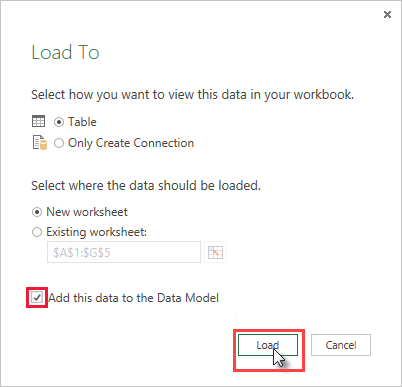 Load To
Select how you want to view this data in your workbook.
Table
Only Create Connection
Select where the data should be loaded.
New worksheet
Existing worksheet:
$A$1:$G$5
Add this data to the Data Model
Load
Cancel